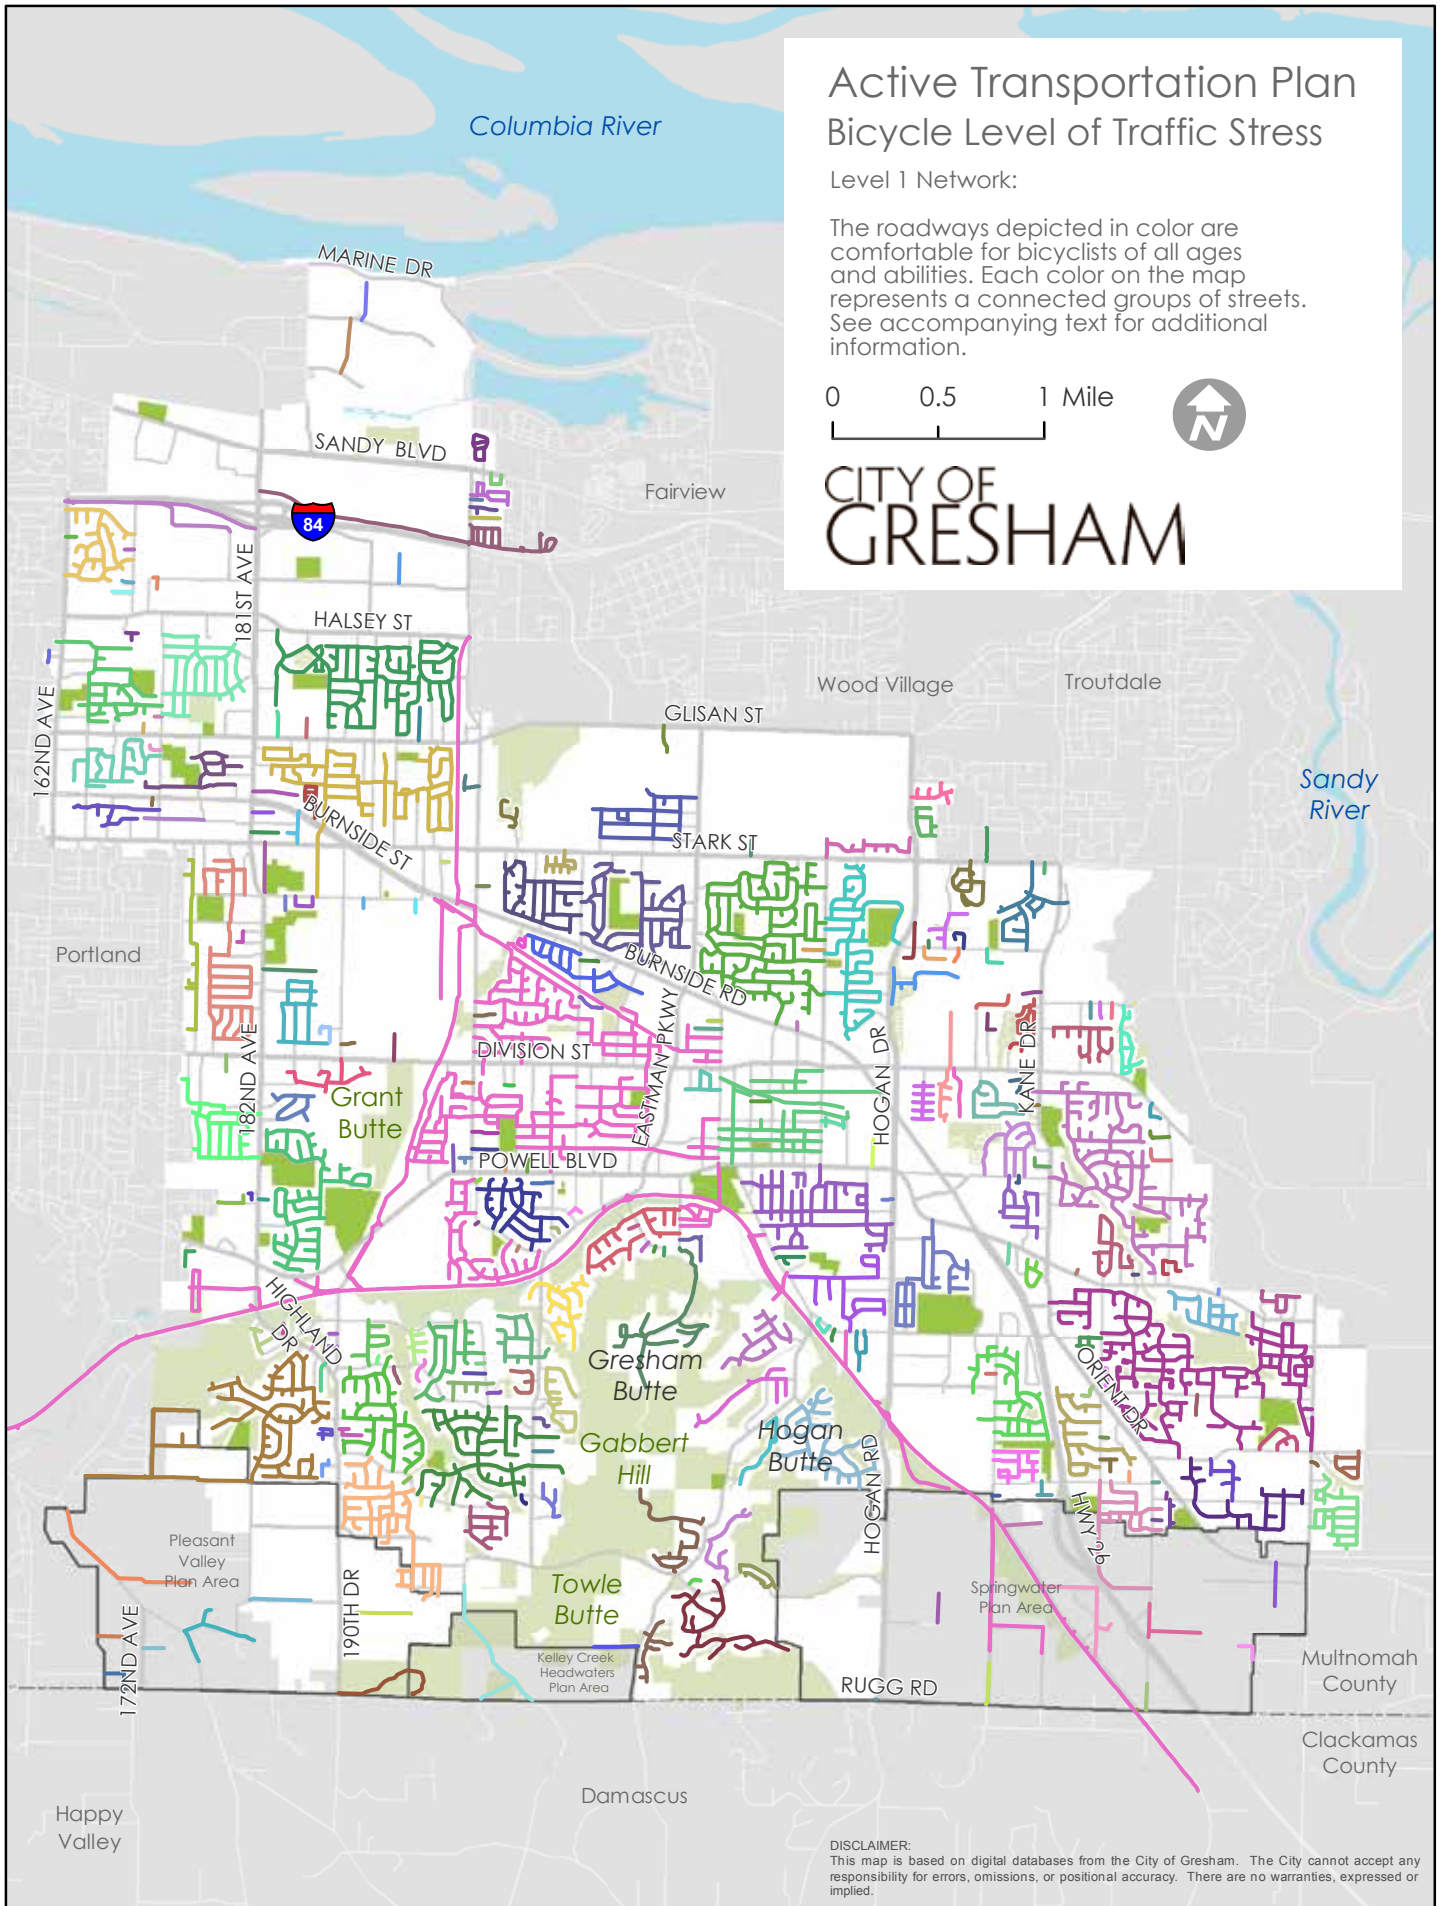 Active Transportation Plan
Bicycle Level of Traffic Stress
Level 1 Network:
The roadways depicted in color are
comfortable for bicyclists of all ages
and abilities. Each color on the map
represents a connected groups of streets.
See accompanying text for additional
information.
0 0.5 1 Mile
N
CITY OF
GRESHAM
Columbia River
MARINE DR
SANDY BLVD
Fairview
84
181ST AVE
HALSEY ST
162ND AVE
Wood Village
Troutdale
GLISAN ST
Sandy
River
BURNSIDE ST
STARK ST
Portland
BURNSIDE RD
182ND AVE
DIVISION ST
EASTMAN PKWY
HOGAN DR
KANE DR
Grant
Butte
POWELL BLVD
HIGHLAND
DR
Gresham
Butte
ORIENT DR
Gabbert
Hill
Hogan
Butte
HOGAN RD
HWY 26
Pleasant
Valley
Plan Area
190TH DR
172ND AVE
Towle
Butte
Springwater
Plan Area
Kelley Creek
Headwaters
Plan Area
RUGG RD
Multnomah
County
Clackamas
County
Damascus
Happy
Valley
DISCLAIMER:
This map is based on digital databases from the City of Gresham. The City cannot accept any
responsibility for errors, omissions, or positional accuracy. There are no warranties, expressed or
implied.